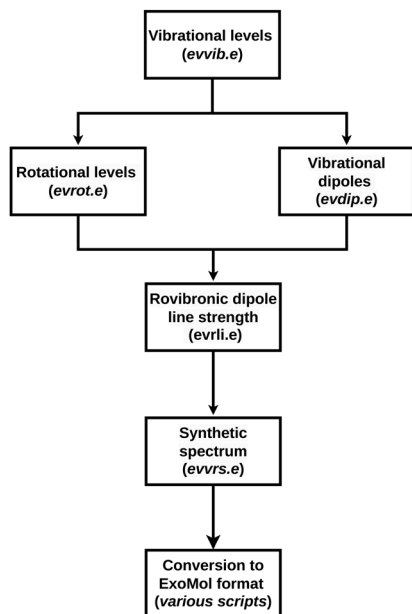 Vibrational levels
(evvib.e)
Rotational levels
(evrot.e)
Vibrational
dipoles
(evdip.e)
Rovibronic dipole
line strength
(evrli.e)
Synthetic
spectrum
(evvrs.e)
Conversion to
ExoMol format
(various scripts)